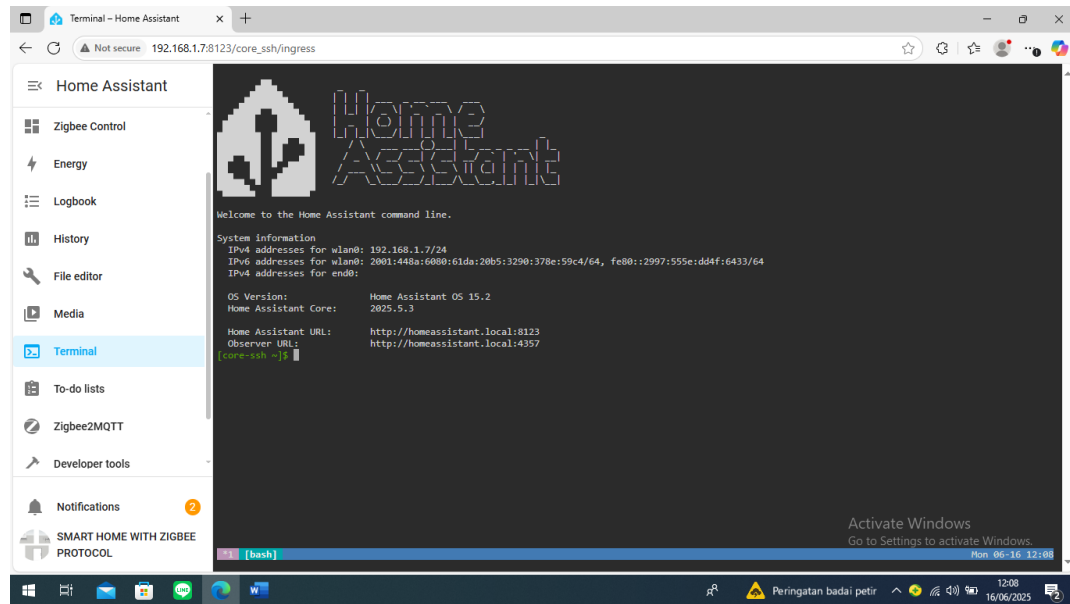 Terminal – Home Assistant
Not secure 192.168.1.7:8123/core_ssh/ingress
Home Assistant
Zigbee Control
Energy
Logbook
History
File editor
Media
Terminal
To-do lists
Zigbee2MQTT
Developer tools
Notifications 2
SMART HOME WITH ZIGBEE
PROTOCOL
Home
Assistant
Welcome to the Home Assistant command line.
System information
IPv4 addresses for wlan0: 192.168.1.7/24
IPv6 addresses for wlan0: 2001:448a:6080:61da:20b5:3290:378e:59c4/64, fe80::2997:555e:dd4f:6433/64
IPv4 addresses for end0:
OS Version: Home Assistant OS 15.2
Home Assistant Core: 2025.5.3
Home Assistant URL: http://homeassistant.local:8123
Observer URL: http://homeassistant.local:4357
[core-ssh ~]$
Activate Windows
Go to Settings to activate Windows.
*1 [bash] Mon 06-16 12:08
LINE
W
Peringatan badai petir
12:08
16/06/2025
2